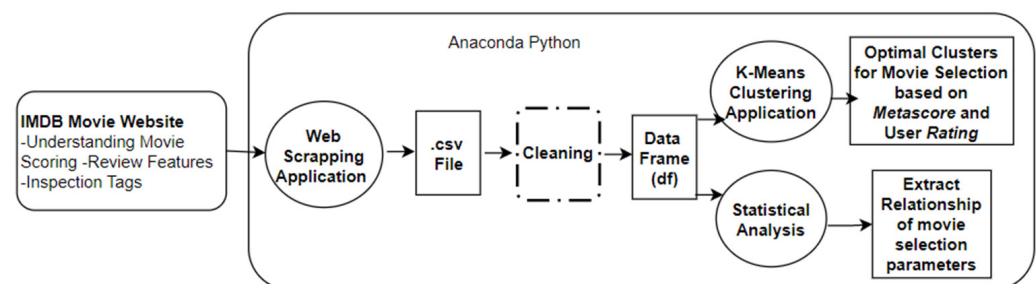 Anaconda Python
IMDB Movie Website
-Understanding Movie
Scoring -Review Features
-Inspection Tags
Web
Scrapping
Application
.csv
File
Cleaning
Data
Frame
(df)
K-Means
Clustering
Application
Optimal Clusters
for Movie Selection
based on
Metascore and
User Rating
Statistical
Analysis
Extract
Relationship
of movie
selection
parameters